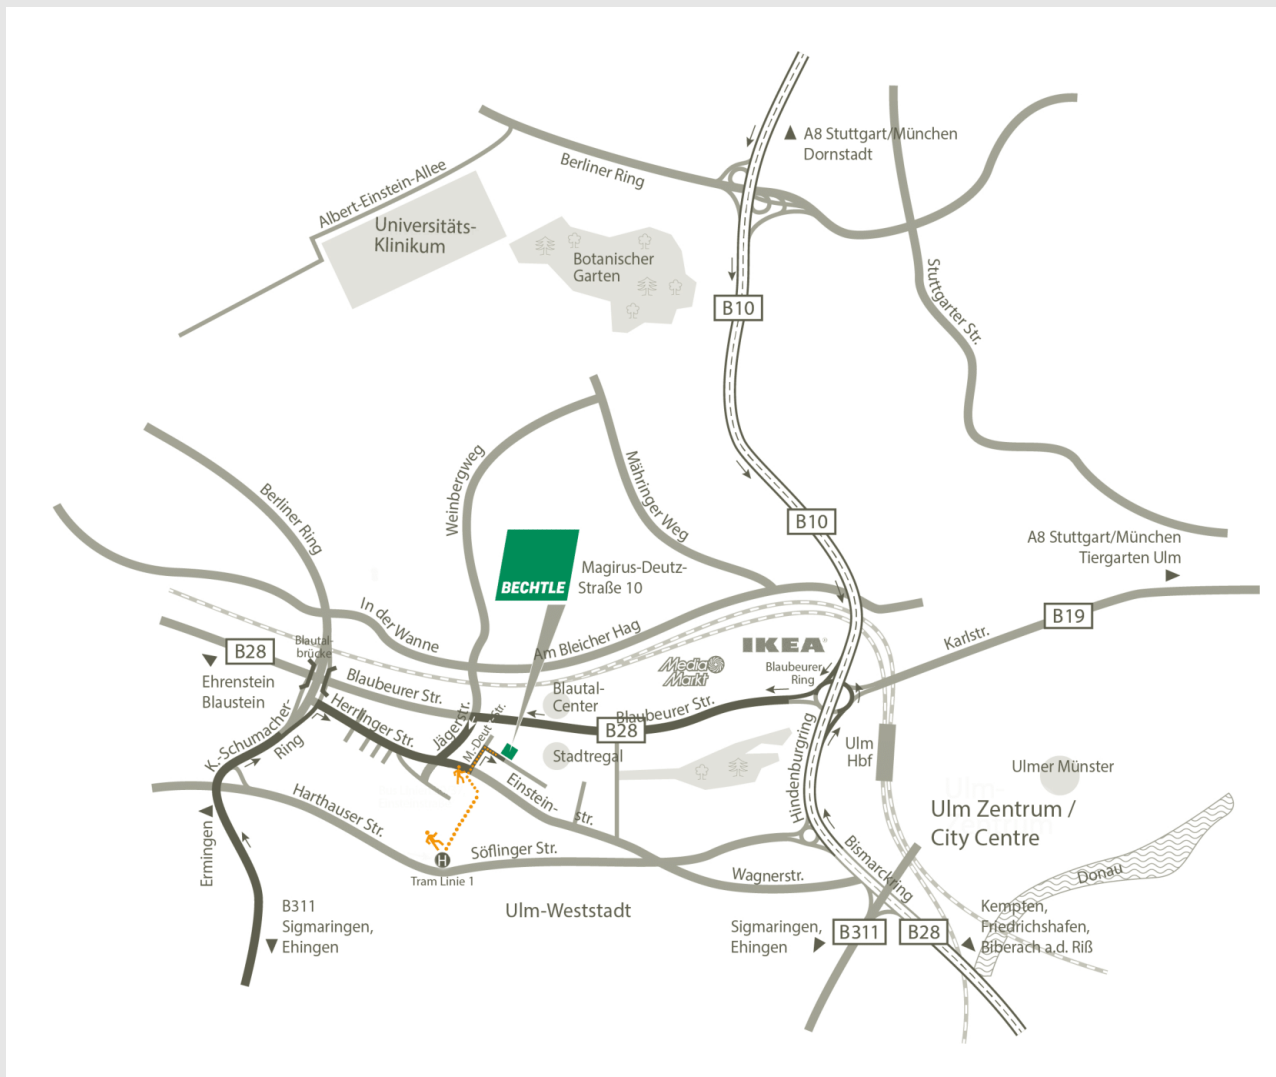 A8 Stuttgart/München
Dornstadt
Berliner Ring
Albert-Einstein-Allee
Universitäts-
Klinikum
Botanischer
Garten
B10
Stuttgarter Str.
Weinbergweg
Mähringer Weg
Berliner Ring
B10
A8 Stuttgart/München
Tiergarten Ulm
BECHTLE
Magirus-Deutz-
Straße 10
In der Wanne
Am Bleicher Hag
B19
Karlstr.
IKEA
Media
Markt
Blaubeurer
Ring
B28
Blautal-
brücke
Ehrenstein
Blaustein
Blaubeurer Str.
Blautal-
Center
Blaubeurer Str.
B28
Herrlinger Str.
Jägerstr.
M.-Deutz-Str.
K.-Schumacher-
Ring
Stadtregal
Hindenburgring
Ulm
Hbf
Ulmer Münster
Einstein-
str.
Ulm Zentrum /
City Centre
Harthauser Str.
Ermingen
H
Tram Linie 1
Söflinger Str.
Wagnerstr.
Bismarckring
Donau
B311
Sigmaringen,
Ehingen
Ulm-Weststadt
Sigmaringen,
Ehingen
B311
B28
Kempten,
Friedrichshafen,
Biberach a.d. Riß